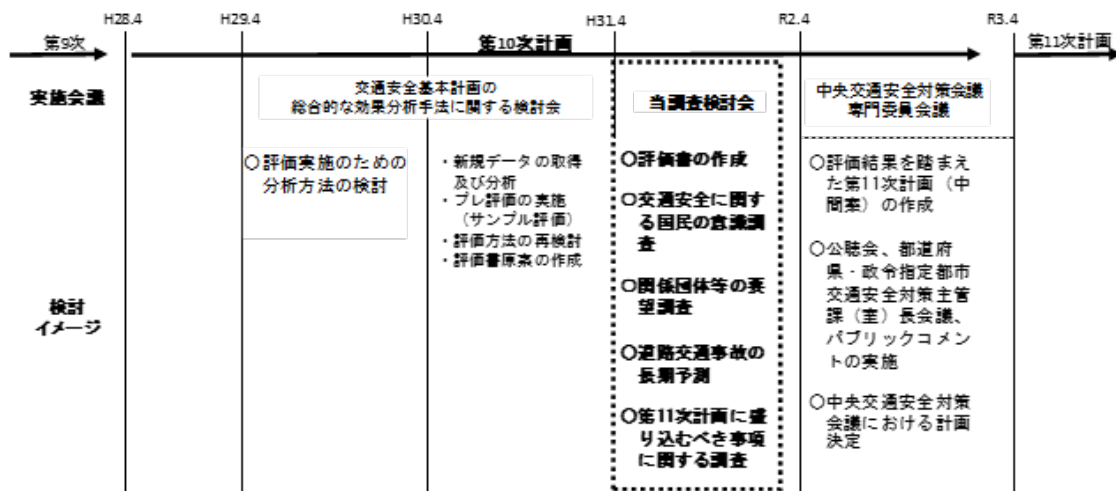 H28.4 H29.4 H30.4 H31.4 R2.4 R3.4
第9次 第10次計画 第11次計画
実施会議
交通安全基本計画の
総合的な効果分析手法に関する検討会
当調査検討会
中央交通安全対策会議
専門委員会議
検討
イメージ
〇評価実施のための
分析方法の検討
・新規データの取得
及び分析
・プレ評価の実施
(サンプル評価)
・評価方法の再検討
・評価書原案の作成
〇評価書の作成
〇交通安全に関す
る国民の意識調
査
〇関係団体等の要
望調査
〇道路交通事故の
長期予測
〇第11次計画に盛
り込むべき事項
に関する調査
〇評価結果を踏まえ
た第11次計画(中
間案)の作成
〇公聴会、都道府
県・政令指定都市
交通安全対策主管
課(室)長会議、
パブリックコメン
トの実施
〇中央交通安全対策
会議における計画
決定